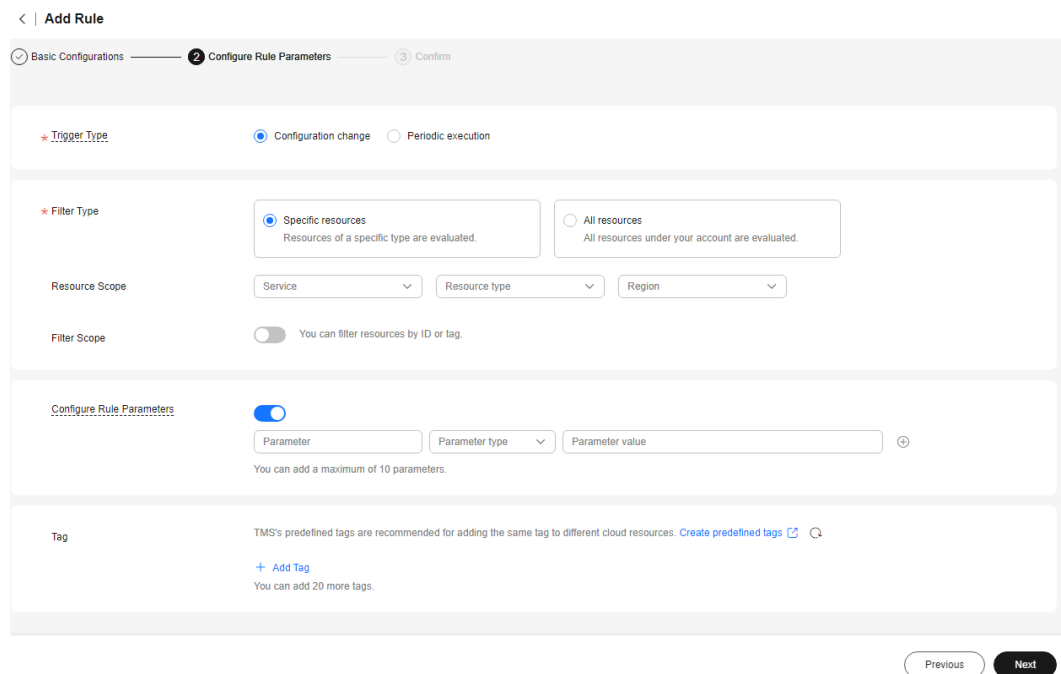 Add Rule
Basic Configurations 2 Configure Rule Parameters 3 Confirm
* Trigger Type Configuration change Periodic execution
* Filter Type Specific resources All resources
Resources of a specific type are evaluated. All resources under your account are evaluated.
Resource Scope Service Resource type Region
Filter Scope You can filter resources by ID or tag.
Configure Rule Parameters
Parameter Parameter type Parameter value
You can add a maximum of 10 parameters.
Tag TMS's predefined tags are recommended for adding the same tag to different cloud resources. Create predefined tags
+ Add Tag
You can add 20 more tags.
Previous Next